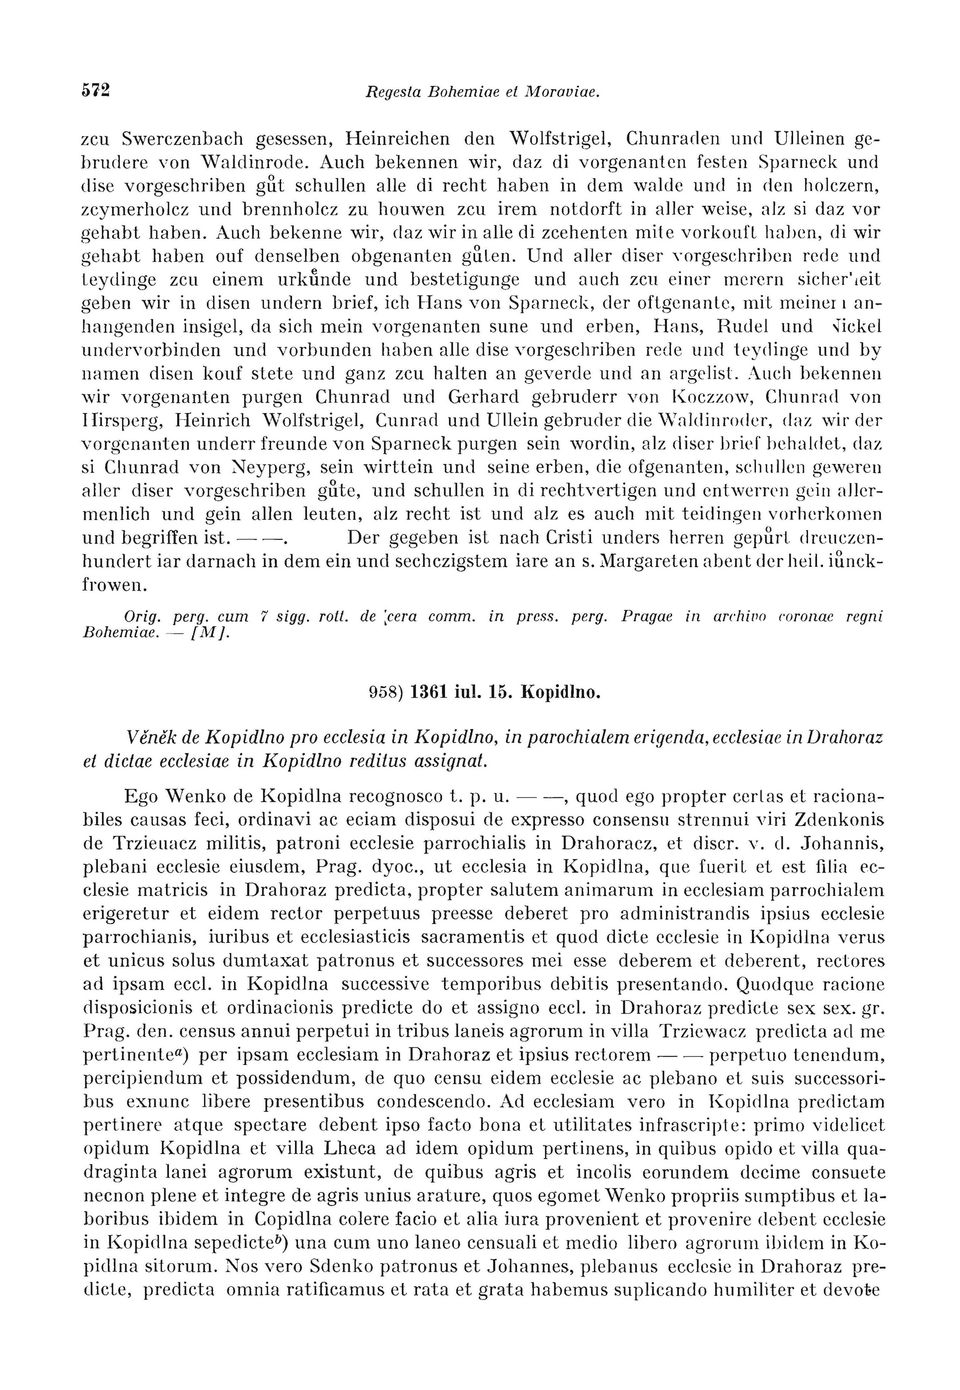 572 Regesta Bohemiae et Moraviae.
zcu Swerczenbach gesessen, Heinreichen den Wolfstrigel, Chunraden und Ulleinen ge-
brudere von Waldinrode. Auch bekennen wir, daz di vorgenanten festen Sparneck und
dise vorgeschriben gůt schullen alle di recht haben in dem walde und in den holczern,
zcymerholcz und brennholcz zu houwen zcu irem notdorft in aller weise, alz si daz vor
gehabt haben. Auch bekenne wir, daz wir in alle di zcehenten mite vorkouft haben, di wir
gehabt haben ouf denselben obgenanten gůten. Und aller diser vorgeschriben rede und
teydinge zcu einem urkůnde und bestetigunge und auch zcu einer merern sicherheit
geben wir in disen undern brief, ich Hans von Sparneck, der oftgenante, mit meinem an-
hangenden insigel, da sich mein vorgenanten sune und erben, Hans, Rudel und Nickel
undervorbinden und vorbunden haben alle dise vorgeschriben rede und teydinge und by
namen disen kouf stete und ganz zcu halten an geverde und an argelist. Auch bekennen
wir vorgenanten purgen Chunrad und Gerhard gebruderr von Koczzow, Chunrad von
Hirsperg, Heinrich Wolfstrigel, Cunrad und Ullein gebruder die Waldinroder, daz wir der
vorgenanten underr freunde von Sparneck purgen sein wordin, alz diser brief behaldet, daz
si Chunrad von Neyperg, sein wirttein und seine erben, die ofgenanten, schullen geweren
aller diser vorgeschriben gůte, und schullen in di rechtvertigen und entwerren gein aller-
menlich und gein allen leuten, alz recht ist und alz es auch mit teidingen vorherkomen
und begriffen ist. — —. Der gegeben ist nach Cristi unders herren gepůrt dreuczen-
hundert iar darnach in dem ein und sechczigstem iare an s. Margareten abent der heil. iůnck-
frowen.
Orig. perg. cum 7 sigg. rott. de cera comm. in press. perg. Pragae in archivo coronae regni
Bohemiae. — [M].
958) 1361 iul. 15. Kopidlno.
Věněk de Kopidlno pro ecclesia in Kopidlno, in parochialem erigenda, ecclesiae in Drahoraz
et dictae ecclesiae in Kopidlno reditus assignat.
Ego Wenko de Kopidlna recognosco t. p. u. — —, quod ego propter certas et raciona-
biles causas feci, ordinavi ac eciam disposui de expresso consensu strennui viri Zdenkonis
de Trzieuacz militis, patroni ecclesie parrochialis in Drahoracz, et discr. v. d. Johannis,
plebani ecclesie eiusdem, Prag. dyoc., ut ecclesia in Kopidlna, que fuerit et est filia ec-
clesie matricis in Drahoraz predicta, propter salutem animarum in ecclesiam parrochialem
erigeretur et eidem rector perpetuus preesse deberet pro administrandis ipsius ecclesie
parrochianis, iuribus et ecclesiasticis sacramentis et quod dicte ecclesie in Kopidlna verus
et unicus solus dumtaxat patronus et successores mei esse deberem et deberent, rectores
ad ipsam eccl. in Kopidlna successive temporibus debitis presentando. Quodque racione
disposicionis et ordinacionis predicte do et assigno eccl. in Drahoraz predicte sex sex. gr.
Prag. den. census annui perpetui in tribus laneis agrorum in villa Trziewacz predicta ad me
pertinente a) per ipsam ecclesiam in Drahoraz et ipsius rectorem — — perpetuo tenendum,
percipiendum et possidendum, de quo censu eidem ecclesie ac plebano et suis successori-
bus exnunc libere presentibus condescendo. Ad ecclesiam vero in Kopidlna predictam
pertinere atque spectare debent ipso facto bona et utilitates infrascripte: primo videlicet
opidum Kopidlna et villa Lheca ad idem opidum pertinens, in quibus opido et villa qua-
draginta lanei agrorum existunt, de quibus agris et incolis eorundem decime consuete
necnon plene et integre de agris unius arature, quos egomet Wenko propriis sumptibus et la-
boribus ibidem in Copidlna colere facio et alia iura provenient et provenire debent ecclesie
in Kopidlna sepedicte b) una cum uno laneo censuali et medio libero agrorum ibidem in Ko-
pidlna sitorum. Nos vero Sdenko patronus et Johannes, plebanus ecclesie in Drahoraz pre-
dicte, predicta omnia ratificamus et rata et grata habemus suplicando humiliter et devote